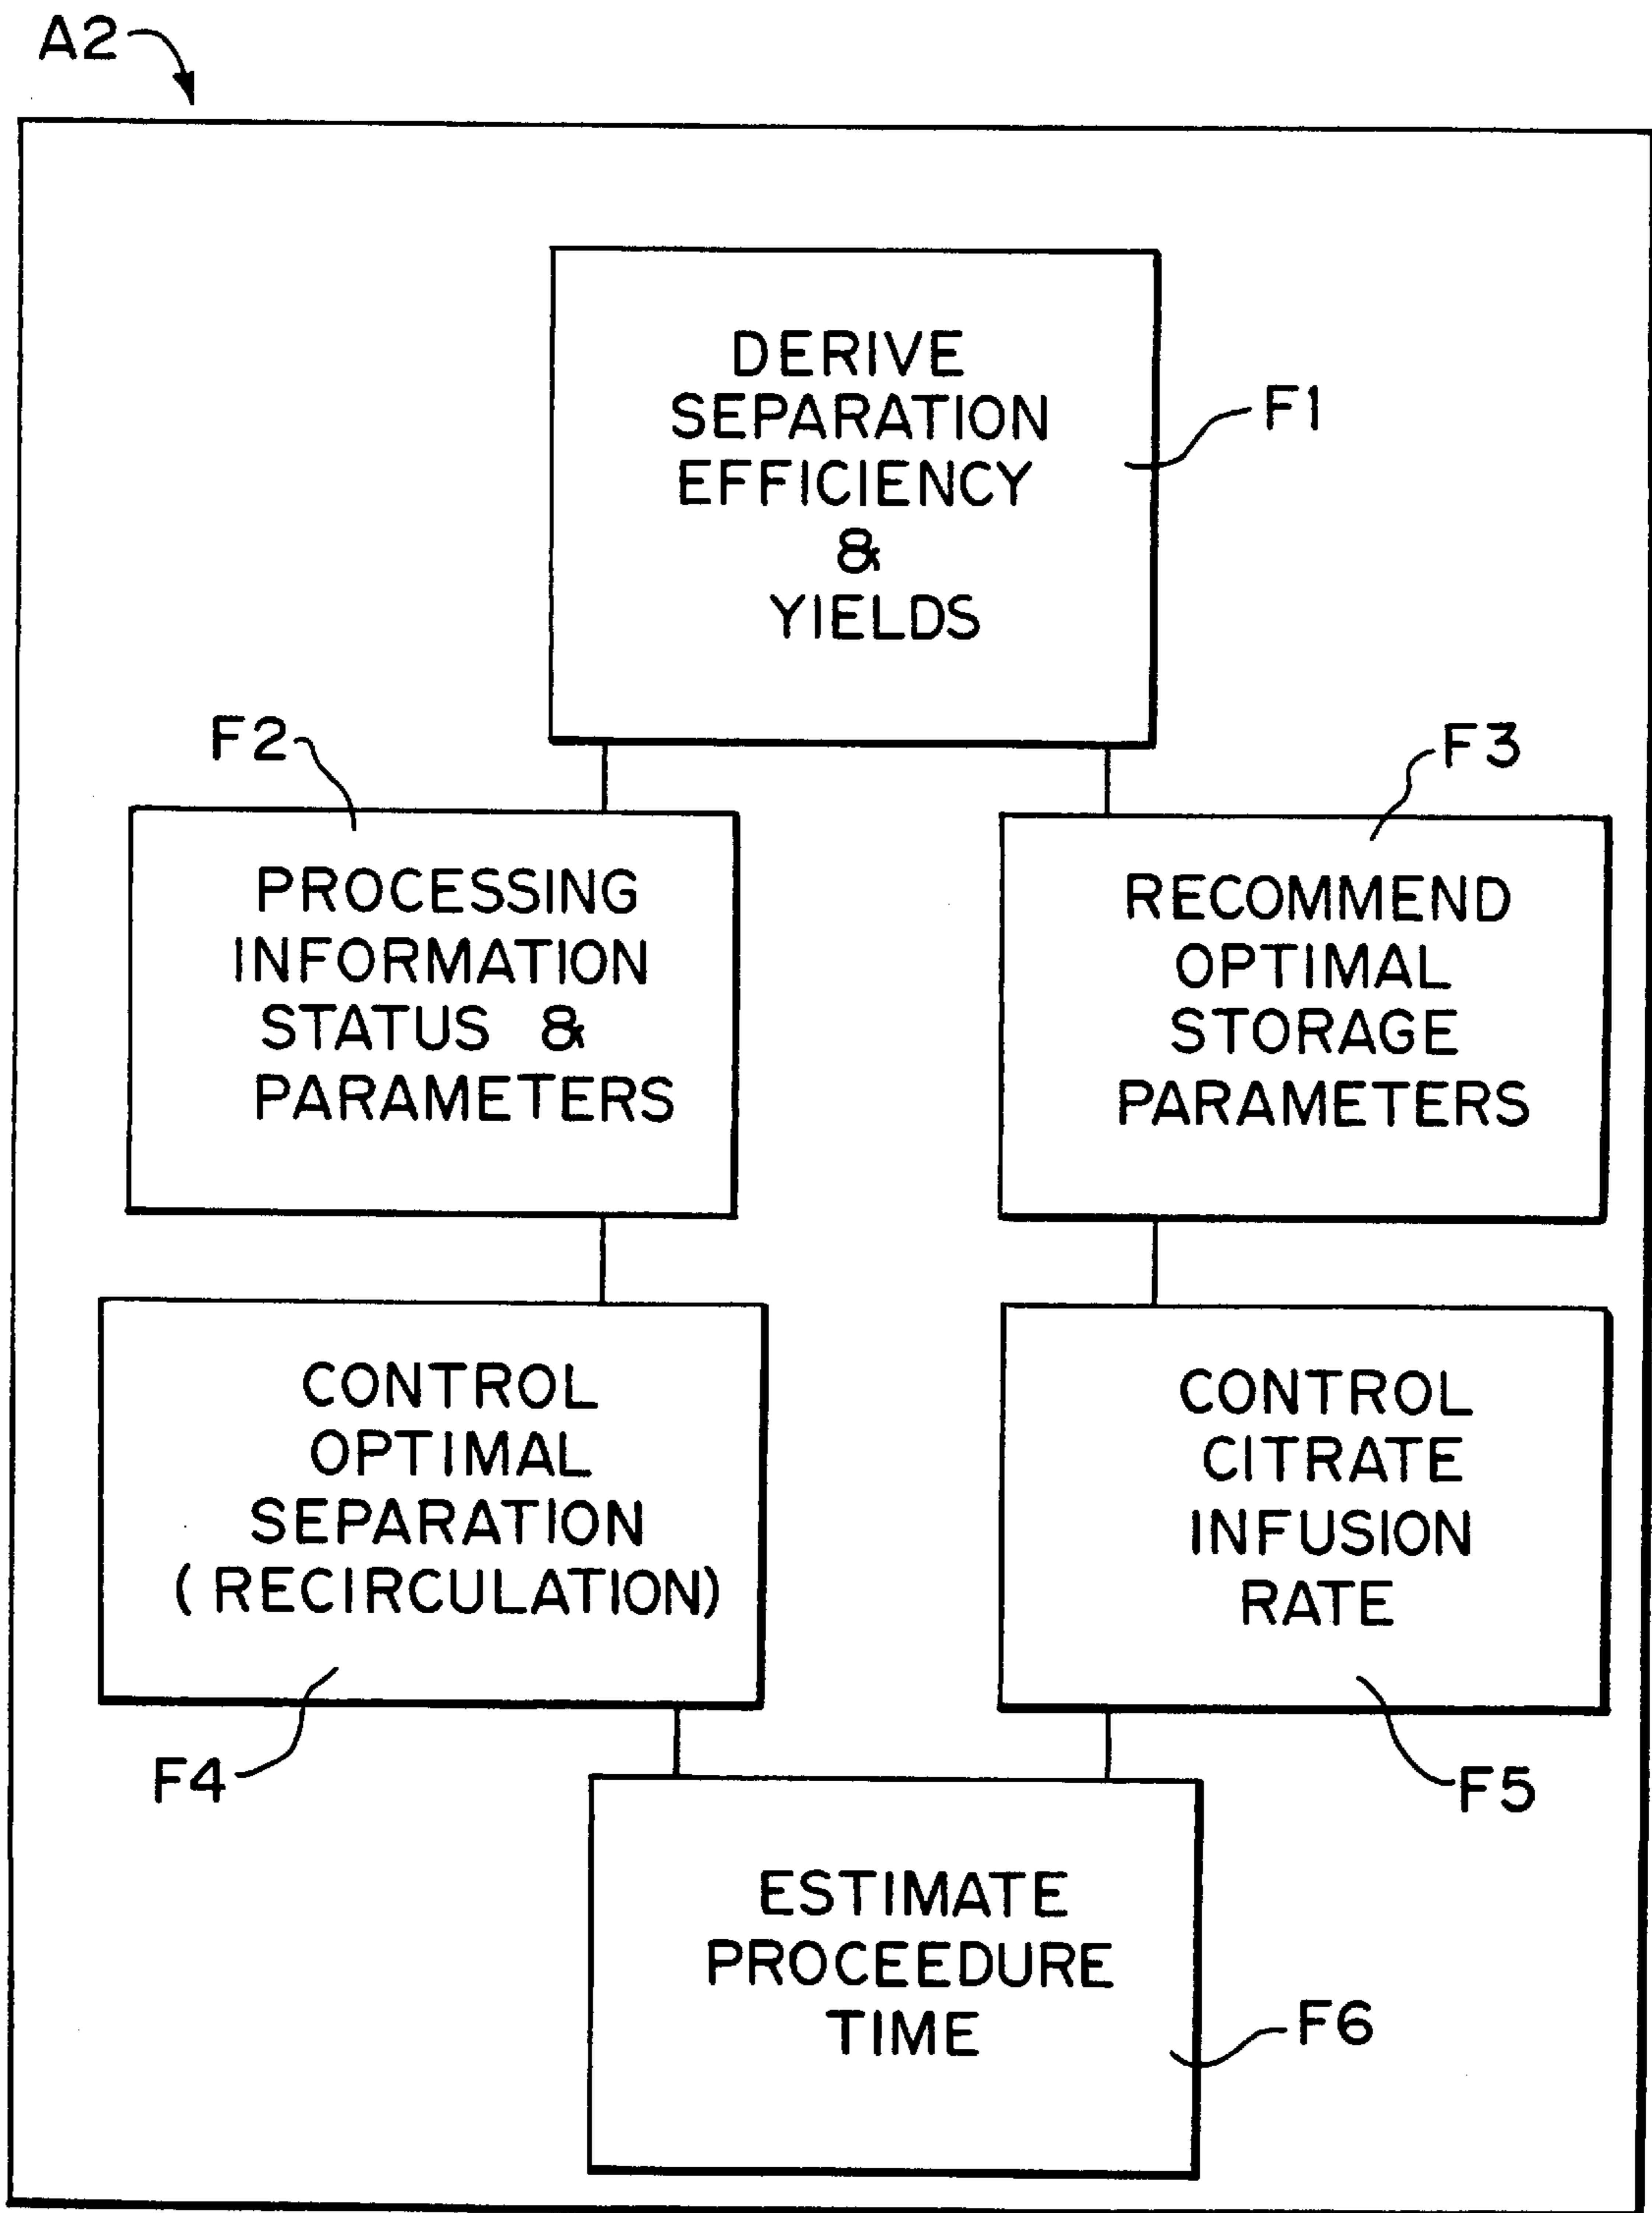 A2
DERIVE
SEPARATION
EFFICIENCY
&
YIELDS
F1
F2
PROCESSING
INFORMATION
STATUS &
PARAMETERS
F3
RECOMMEND
OPTIMAL
STORAGE
PARAMETERS
CONTROL
OPTIMAL
SEPARATION
(RECIRCULATION)
F4
CONTROL
CITRATE
INFUSION
RATE
F5
ESTIMATE
PROCEEDURE
TIME
F6